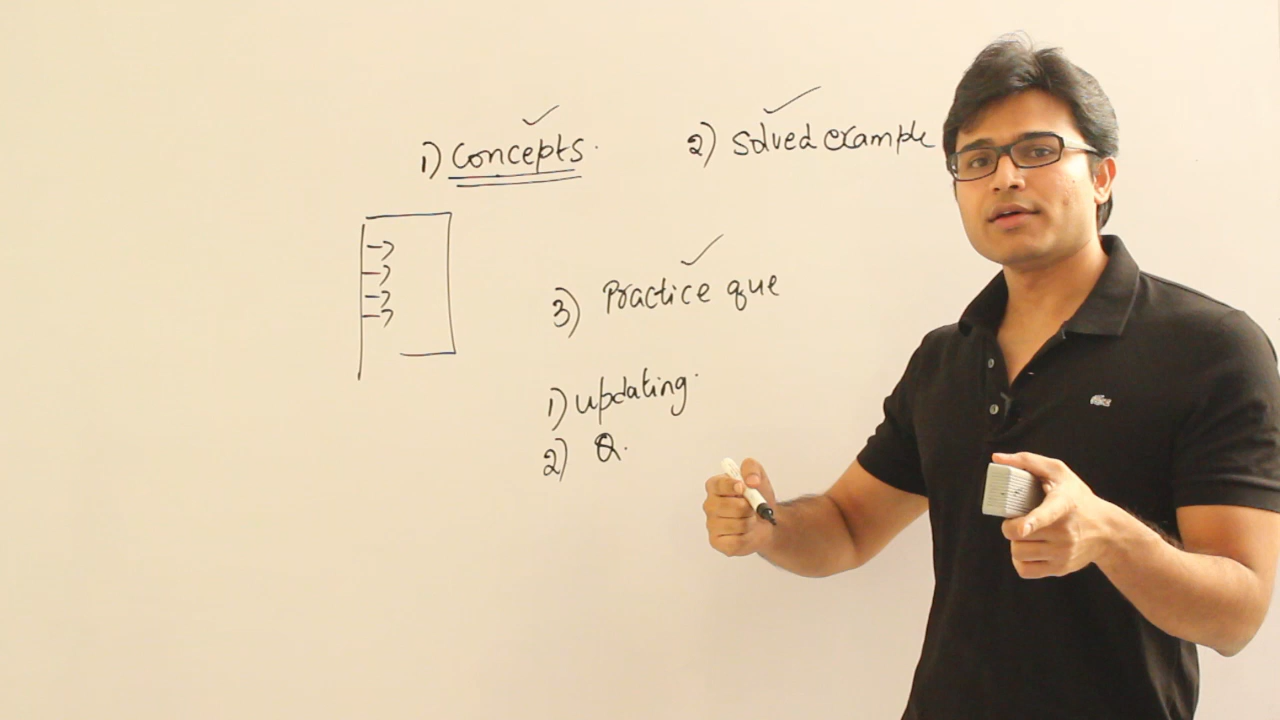 1) Concepts.
2) Solved example
3) Practice que
1) updating.
2) Q.